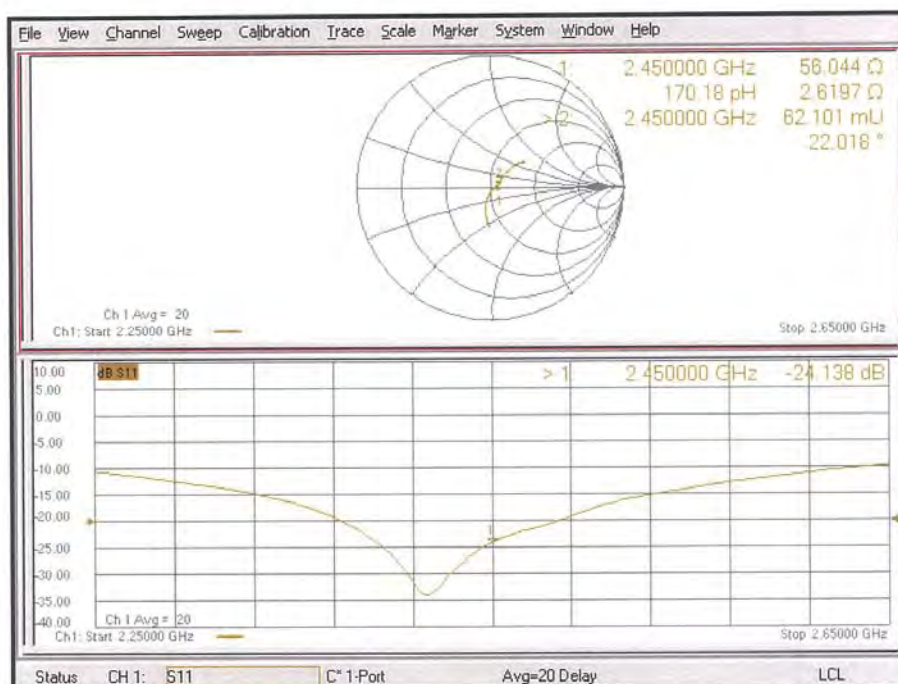 File View Channel Sweep Calibration Trace Scale Marker System Window Help
1: 2.450000 GHz 56.044 Ω
170.18 pH 2.6197 Ω
> 2: 2.450000 GHz 62.101 mU
22.018 °
2
1
Ch 1 Avg = 20
Ch1: Start 2.25000 GHz
Stop 2.65000 GHz
10.00 dB S11 > 1 2.450000 GHz -24.138 dB
5.00
0.00
-5.00
-10.00
-15.00
-20.00
1
-25.00
-30.00
-35.00
-40.00 Ch 1 Avg = 20
Ch1: Start 2.25000 GHz
Stop 2.65000 GHz
Status CH 1: S11 C* 1-Port Avg=20 Delay LCL